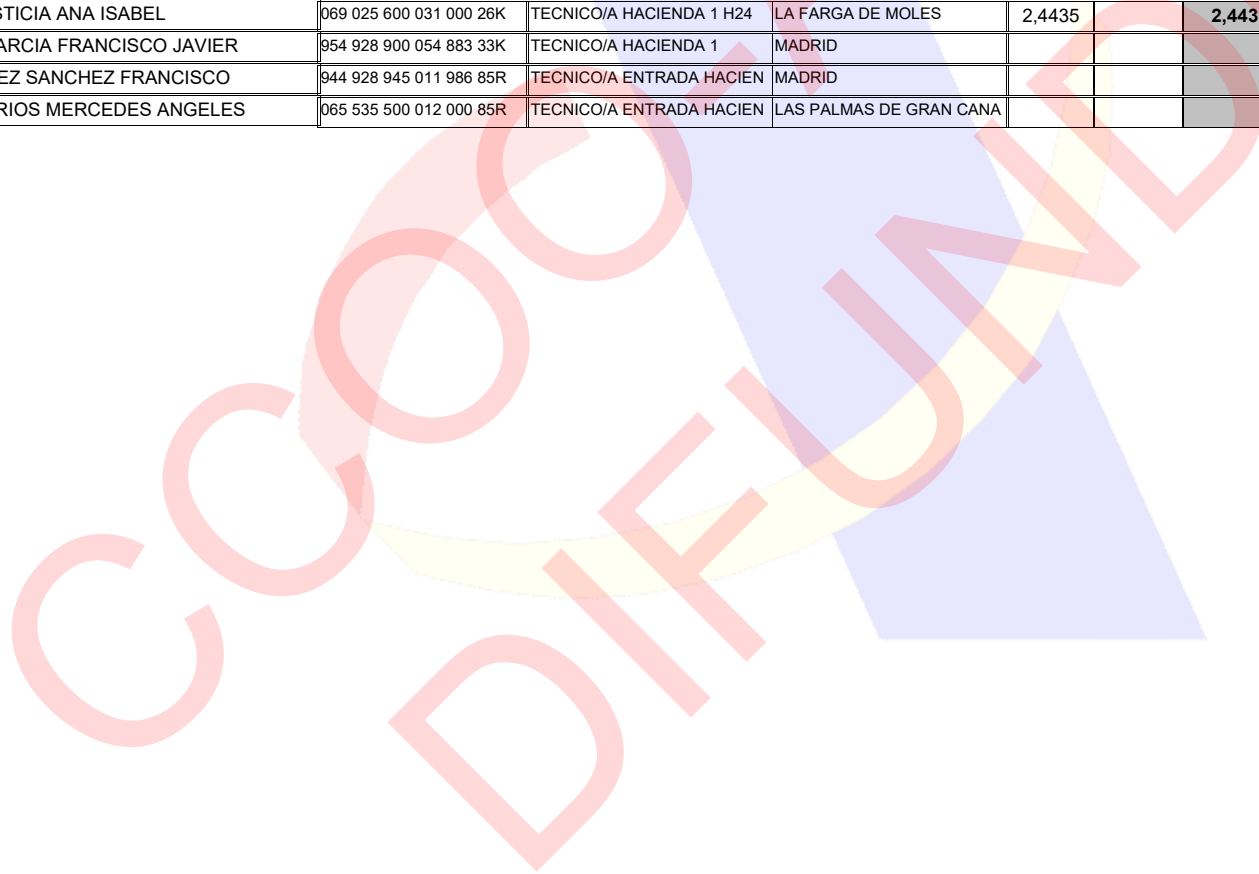 STICIA ANA ISABEL 069 025 600 031 000 26K TECNICO/A HACIENDA 1 H24 LA FARGA DE MOLES 2,4435 2,443
ARCIA FRANCISCO JAVIER 954 928 900 054 883 33K TECNICO/A HACIENDA 1 MADRID
EZ SANCHEZ FRANCISCO 944 928 945 011 986 85R TECNICO/A ENTRADA HACIEN MADRID
RIOS MERCEDES ANGELES 065 535 500 012 000 85R TECNICO/A ENTRADA HACIEN LAS PALMAS DE GRAN CANA
CCOO-A
DIFUND